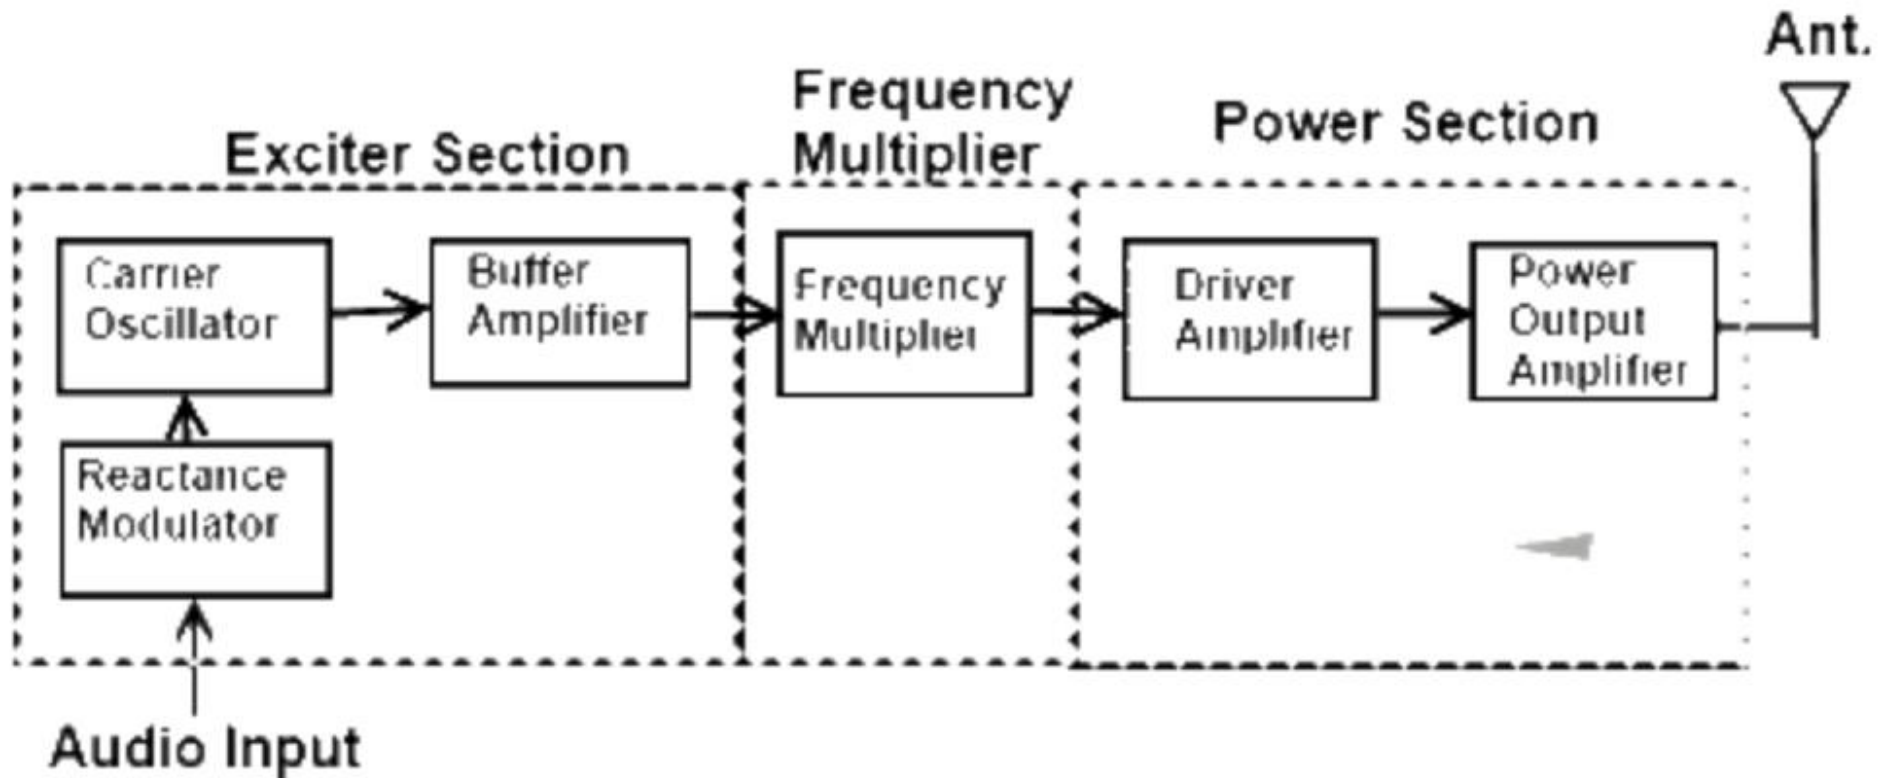 Ant.
Frequency
Multiplier
Power Section
Exciter Section
Carrier
Oscillator
Buffer
Amplifier
Frequency
Multiplier
Driver
Amplifier
Power
Output
Amplifier
Reactance
Modulator
Audio Input